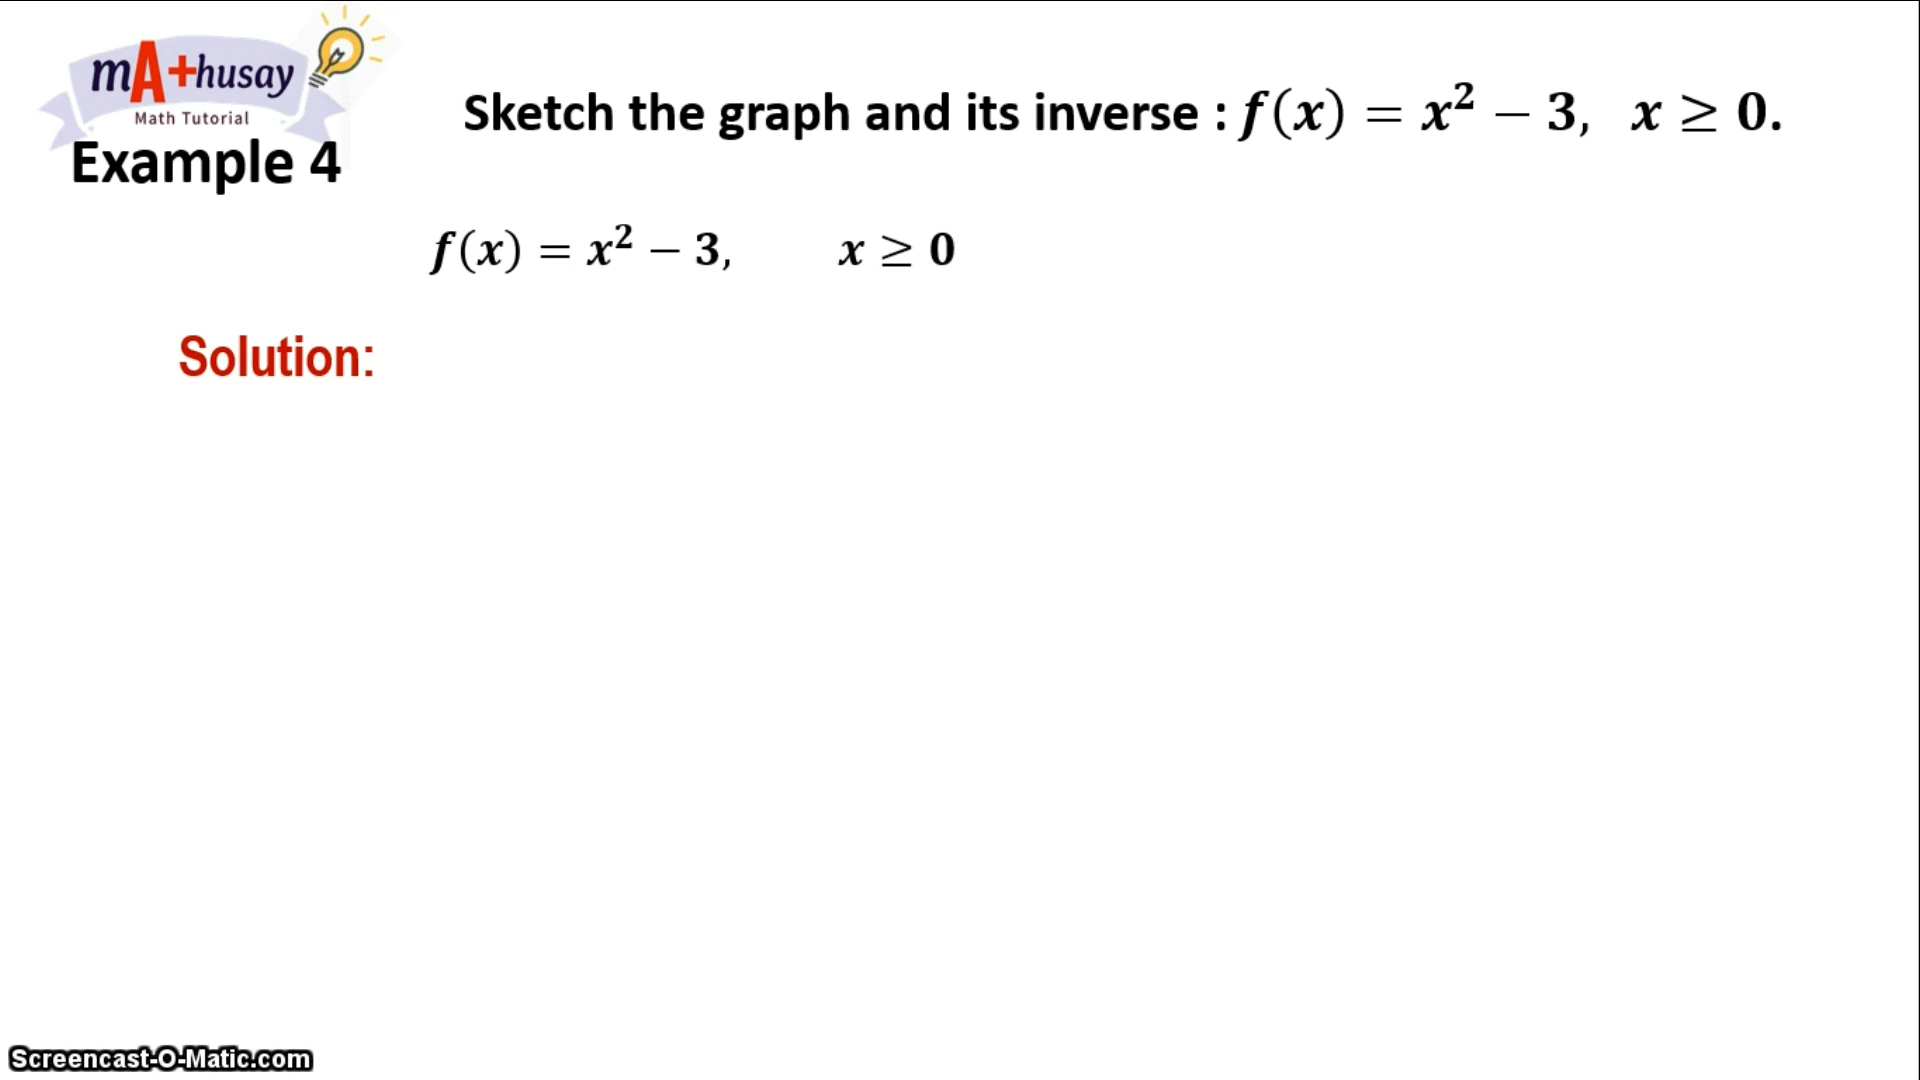 mA+husay
Math Tutorial
Example 4
Sketch the graph and its inverse : f(x) = x² − 3, x ≥ 0.
f(x) = x² − 3, x ≥ 0
Solution:
Screencast-O-Matic.com